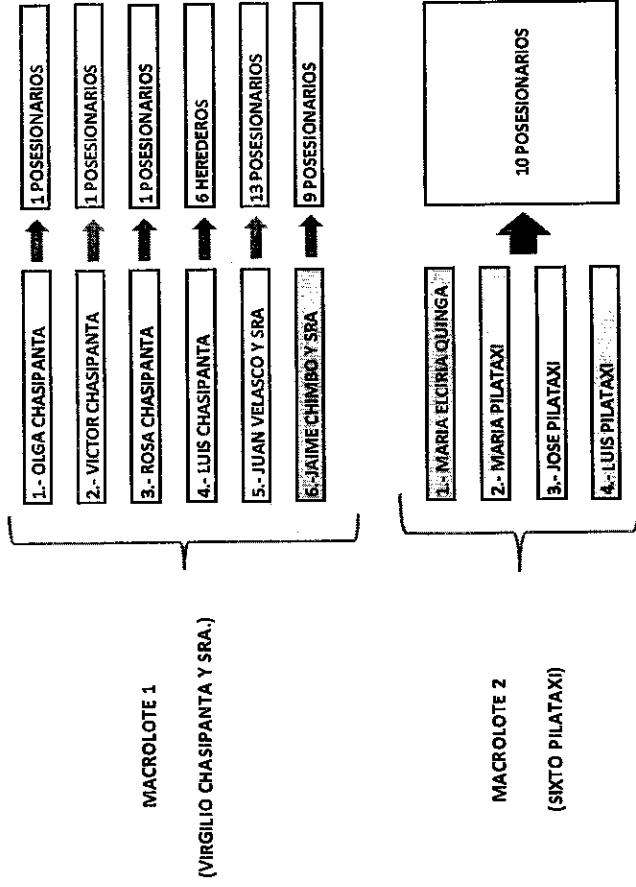 MACROLOTE 1
(VIRGILIO CHASIPANTA Y SRA.)
1.- OLGA CHASIPANTA
1 POSESIONARIOS
2.- VICTOR CHASIPANTA
1 POSESIONARIOS
3.- ROSA CHASIPANTA
1 POSESIONARIOS
4.- LUIS CHASIPANTA
6 HEREDEROS
5.- JUAN VELASCO Y SRA
13 POSESIONARIOS
6.-JAIME CHIMBO Y SRA
9 POSESIONARIOS
MACROLOTE 2
(SIXTO PILATAXI)
1.- MARIA ELCIRIA QUINGA
2.- MARIA PILATAXI
3.- JOSE PILATAXI
4.- LUIS PILATAXI
10 POSESIONARIOS